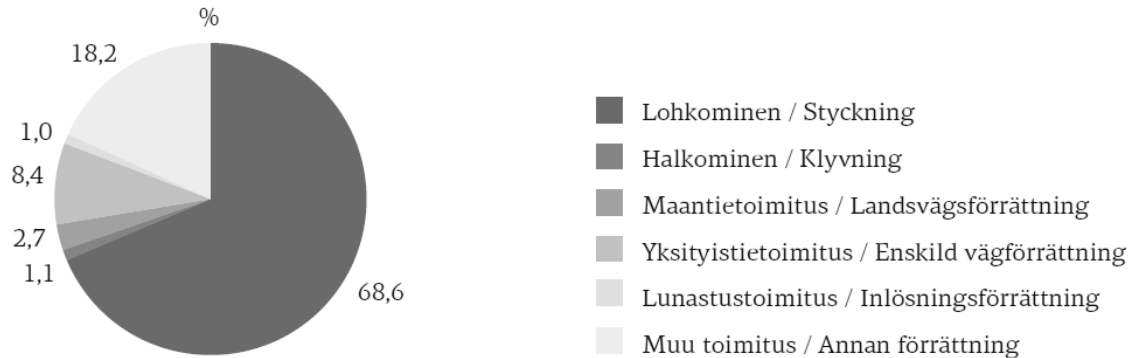 %
18,2
1,0
8,4
2,7
1,1
68,6
Lohkominen / Styckning
Halkominen / Klyvning
Maantietoimitus / Landsvägsförrättning
Yksityistietoimitus / Enskild vägförrättning
Lunastustoimitus / Inlösningsförrättning
Muu toimitus / Annan förrättning